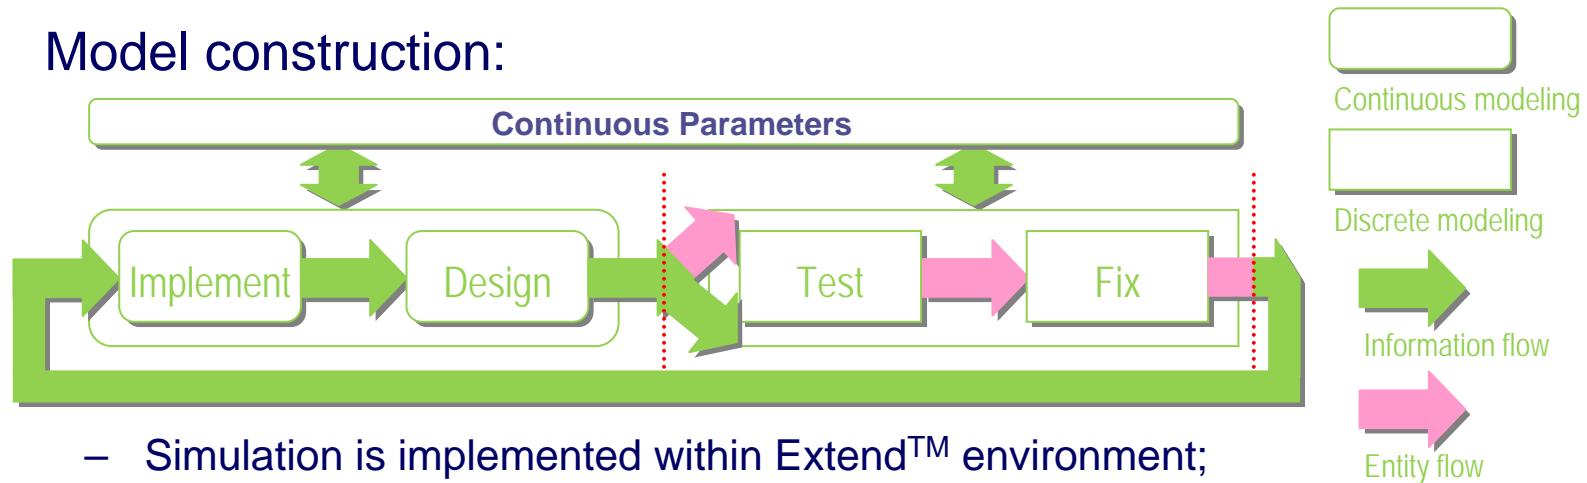 Model construction:
Continuous Parameters
Implement
Design
Test
Fix
Continuous modeling
Discrete modeling
Information flow
Entity flow
– Simulation is implemented within Extend™ environment;